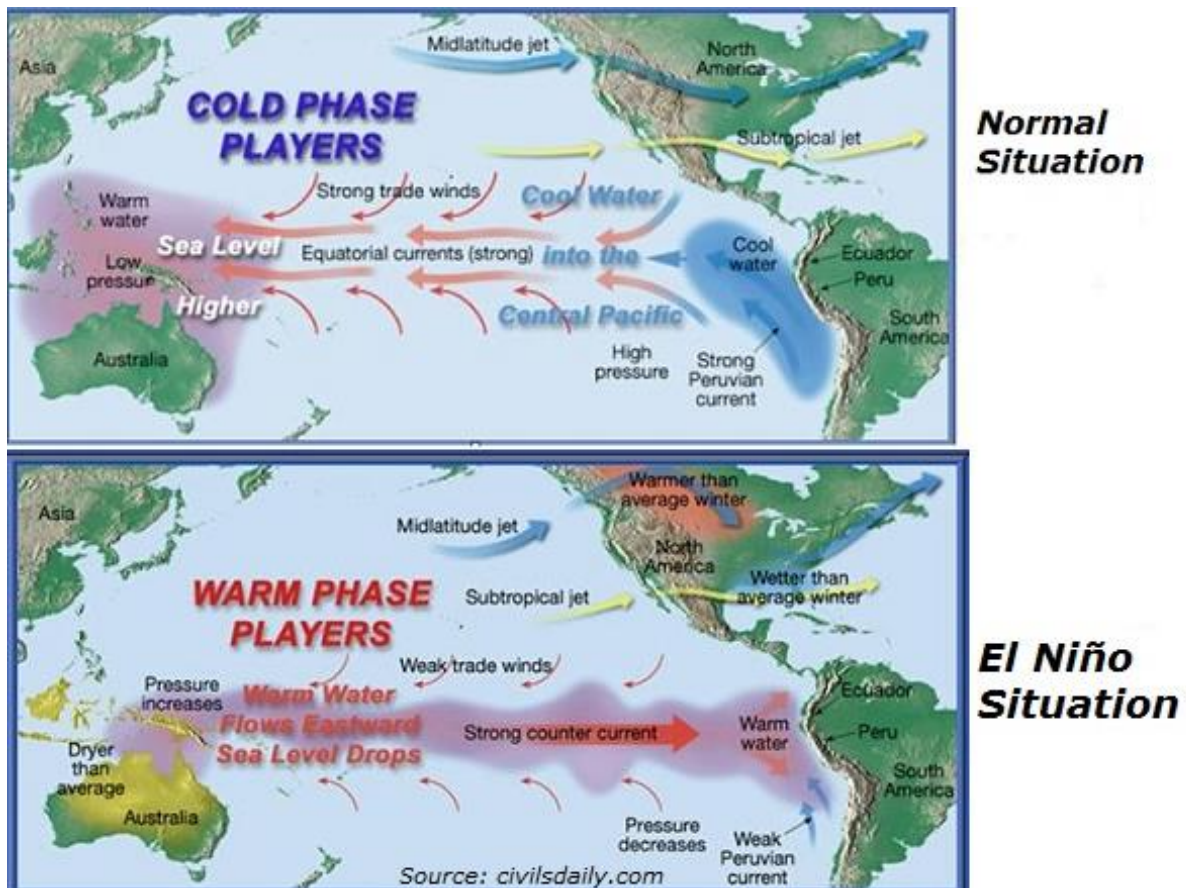 Asia
Midlatitude jet
North
America
COLD PHASE
PLAYERS
Subtropical jet
Normal
Situation
Warm
water
Strong trade winds
Cool Water
Sea Level
Equatorial currents (strong)
into the
Cool
water
Ecuador
Low
pressure
Higher
Central Pacific
Peru
Australia
High
pressure
Strong
Peruvian
current
South
America
Asia
Midlatitude jet
Warmer than
average winter
North
America
WARM PHASE
PLAYERS
Subtropical jet
Wetter than
average winter
Weak trade winds
El Niño
Situation
Pressure
increases
Warm Water
Flows Eastward
Sea Level Drops
Strong counter current
Warm
water
Ecuador
Peru
Dryer
than
average
Australia
South
America
Pressure
decreases
Weak
Peruvian
current
Source: civilsdaily.com